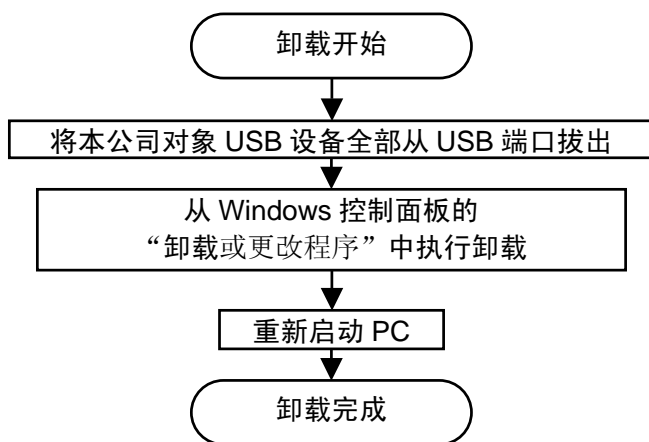 卸载开始
将本公司对象 USB 设备全部从 USB 端口拔出
从 Windows 控制面板的
“卸载或更改程序”中执行卸载
重新启动 PC
卸载完成